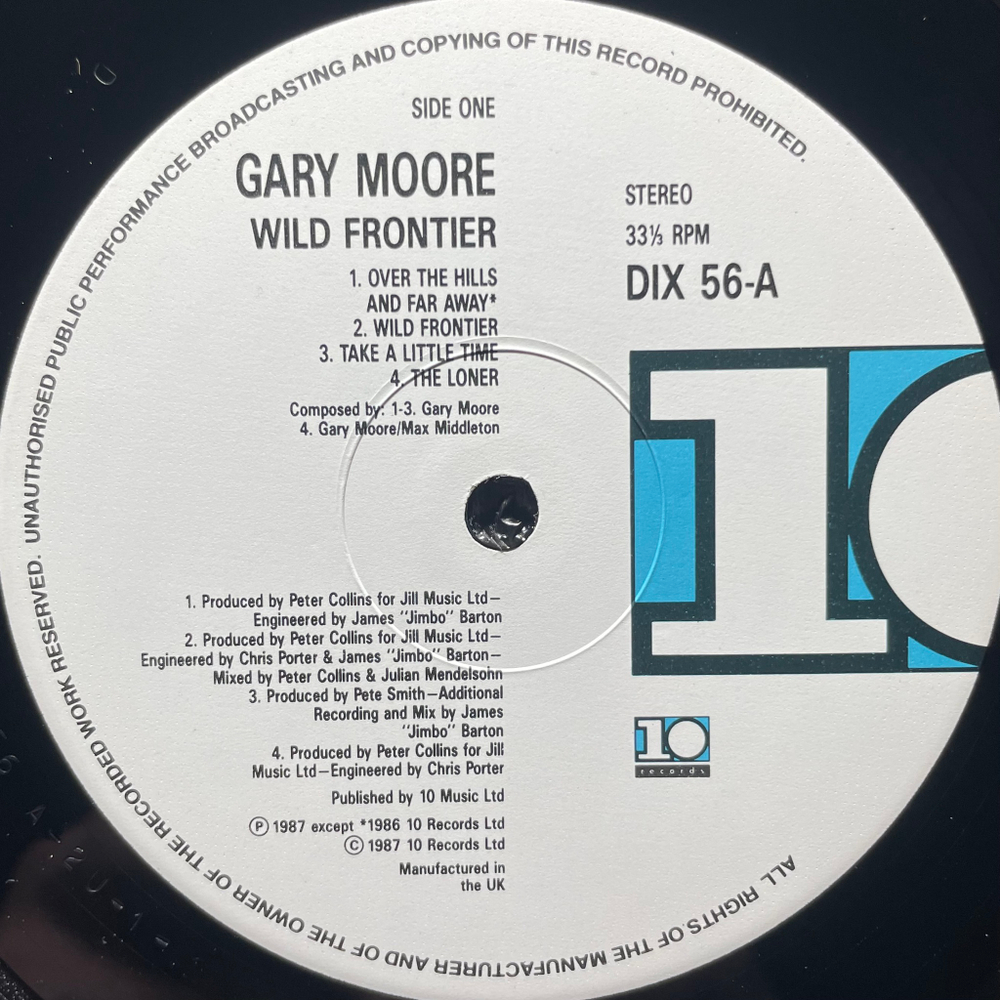 UNAUTHORISED PUBLIC PERFORMANCE BROADCASTING AND COPYING OF THIS RECORD PROHIBITED.
SIDE ONE
GARY MOORE
WILD FRONTIER
1. OVER THE HILLS
AND FAR AWAY*
2. WILD FRONTIER
3. TAKE A LITTLE TIME
4. THE LONER
Composed by: 1-3. Gary Moore
4. Gary Moore/Max Middleton
STEREO
33⅓ RPM
DIX 56-A
10
1. Produced by Peter Collins for Jill Music Ltd—
Engineered by James "Jimbo" Barton
2. Produced by Peter Collins for Jill Music Ltd—
Engineered by Chris Porter & James "Jimbo" Barton—
Mixed by Peter Collins & Julian Mendelsohn
3. Produced by Pete Smith—Additional
Recording and Mix by James
"Jimbo" Barton
4. Produced by Peter Collins for Jill
Music Ltd—Engineered by Chris Porter
Published by 10 Music Ltd
Ⓟ 1987 except *1986 10 Records Ltd
Ⓒ 1987 10 Records Ltd
Manufactured in
the UK
10
records
ALL RIGHTS OF THE MANUFACTURER AND OF THE OWNER OF THE RECORDED WORK RESERVED.